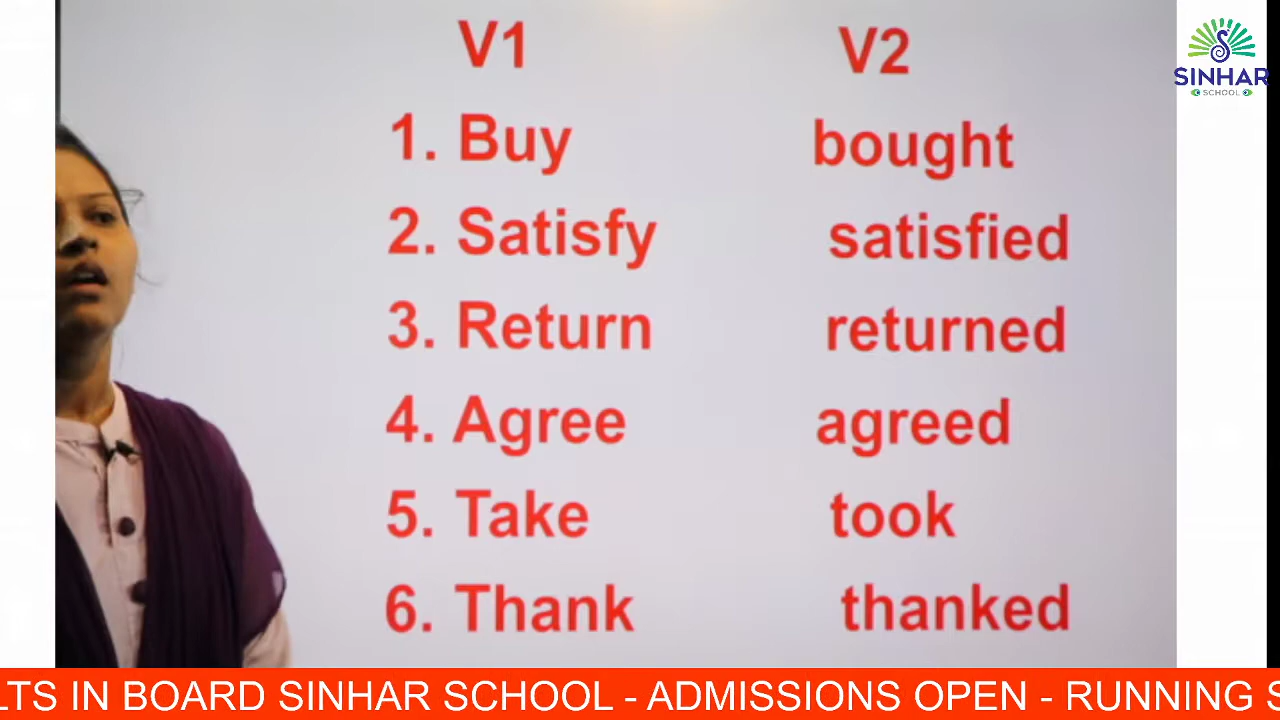 V1 V2
1. Buy bought
2. Satisfy satisfied
3. Return returned
4. Agree agreed
5. Take took
6. Thank thanked
SINHAR
SCHOOL
LTS IN BOARD SINHAR SCHOOL - ADMISSIONS OPEN - RUNNING S